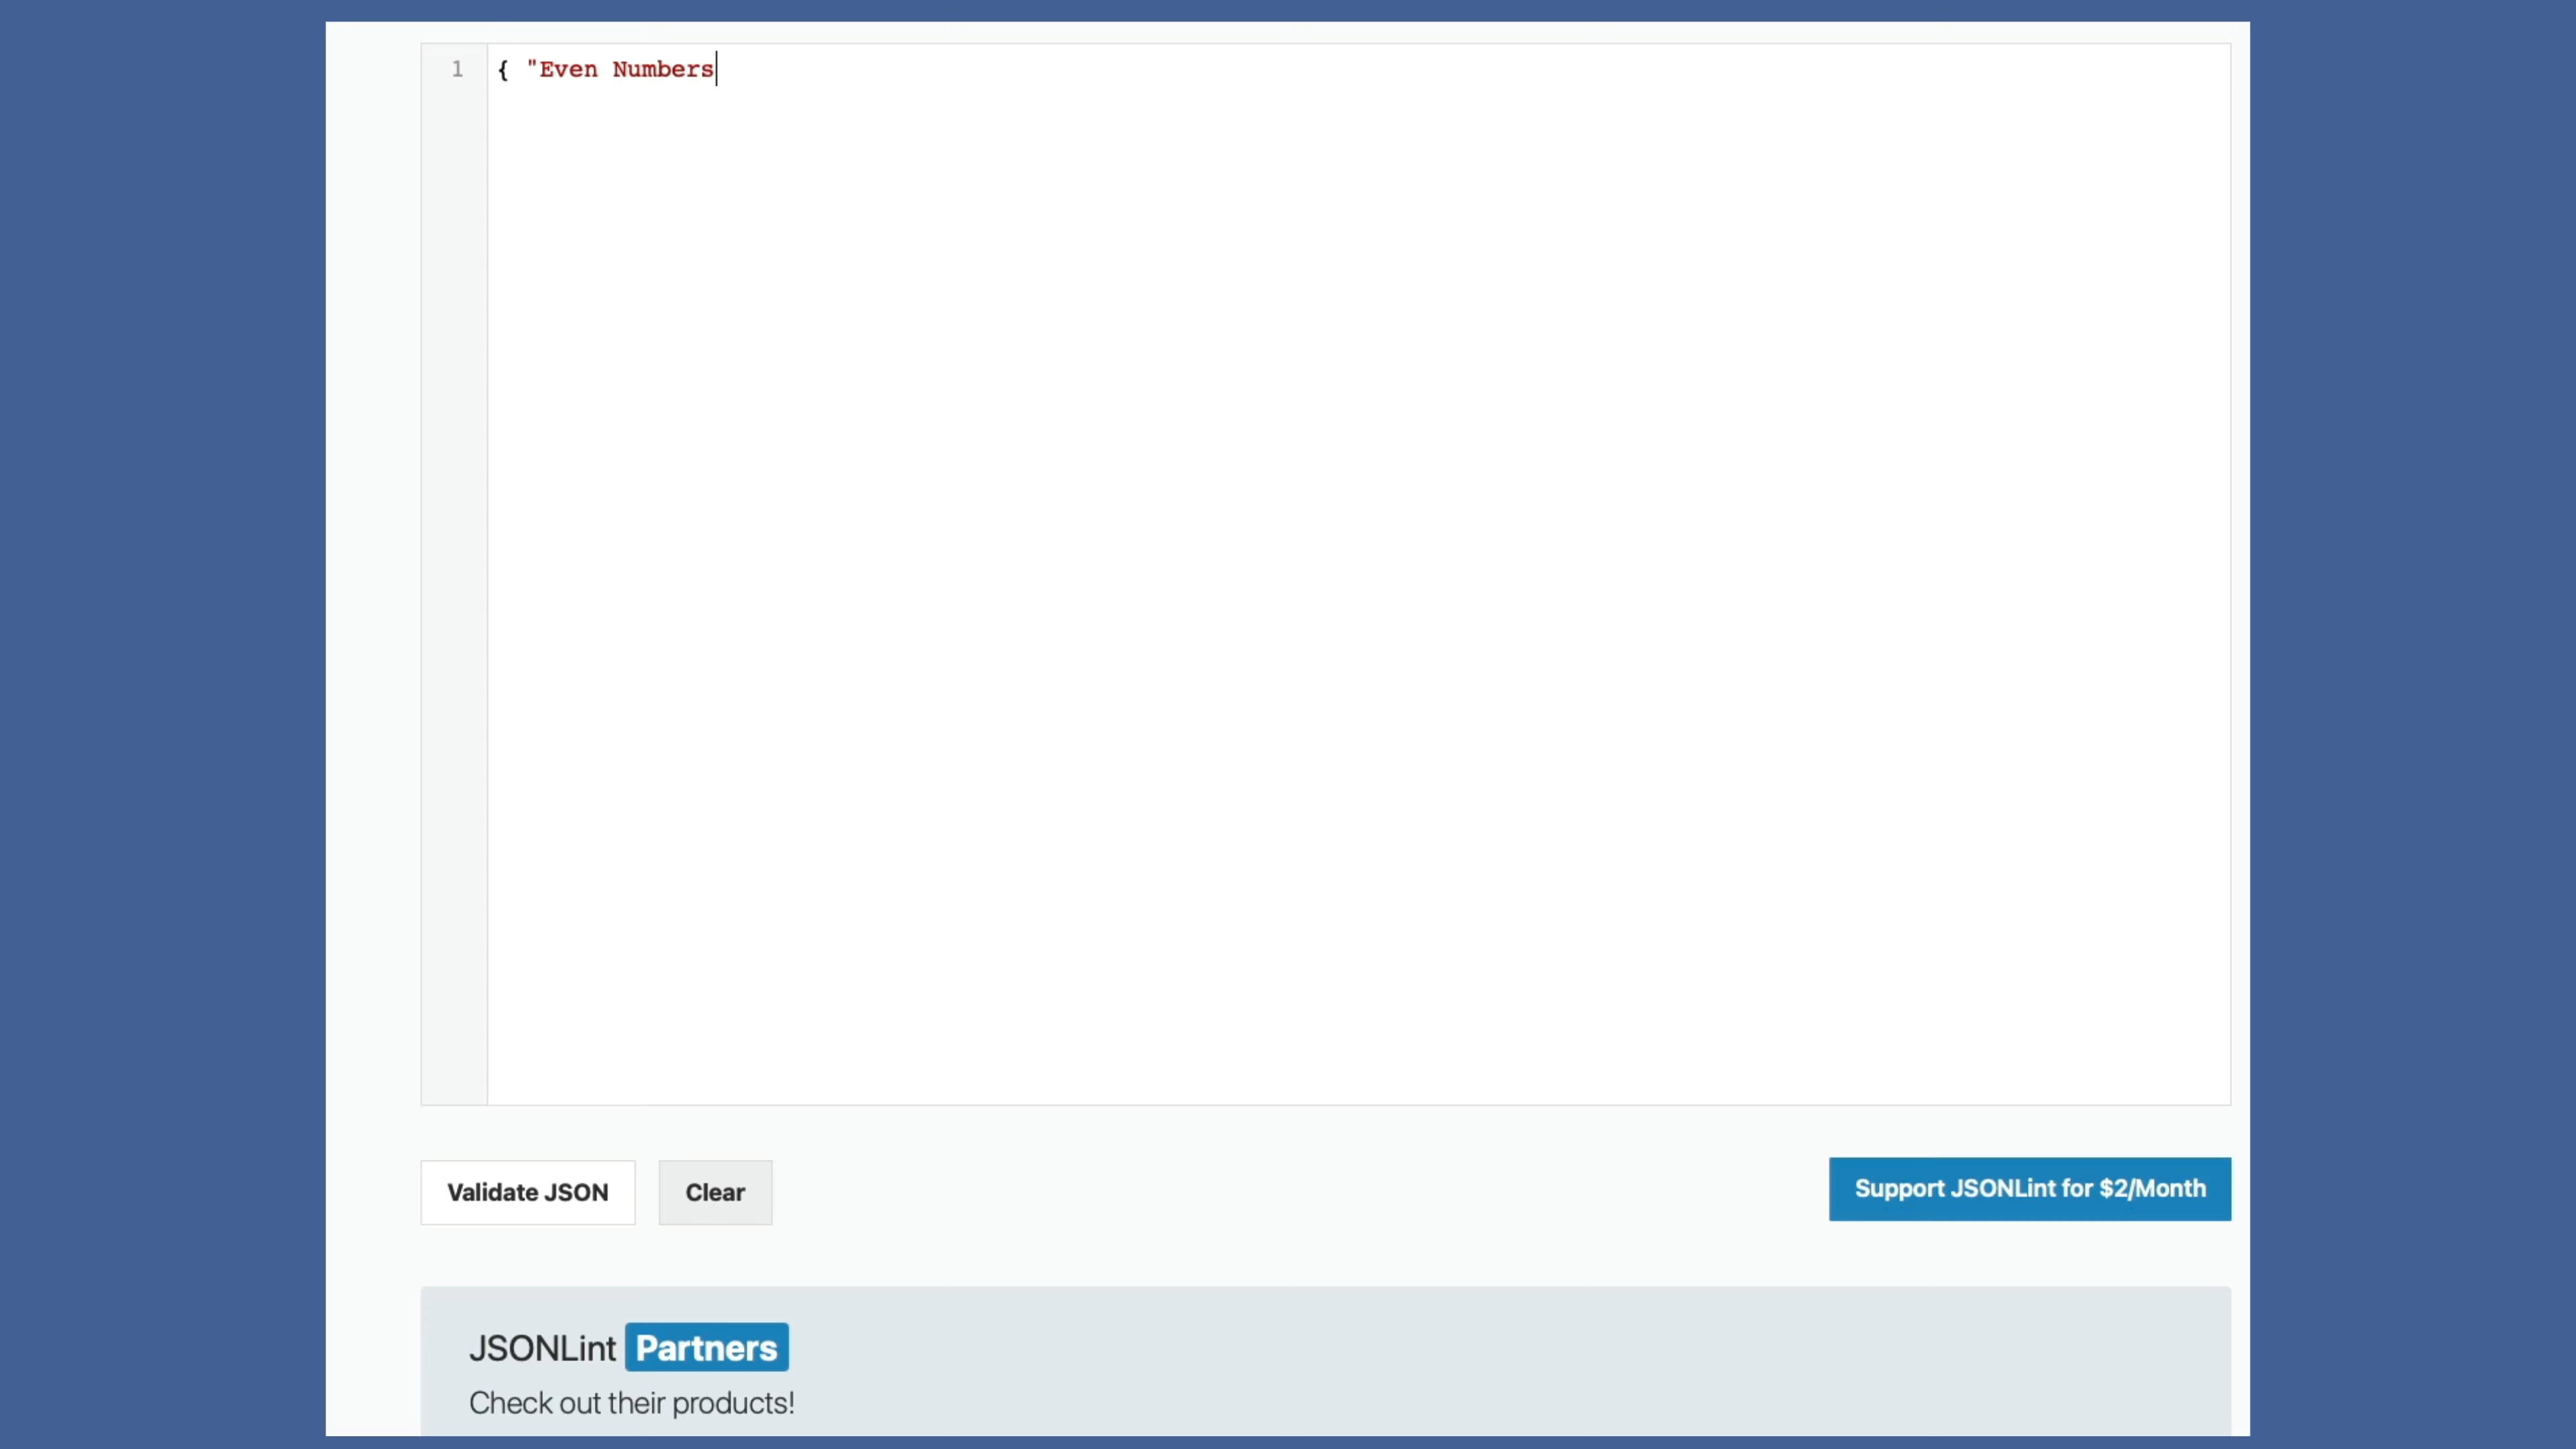 1 { "Even Numbers
Validate JSON Clear Support JSONLint for $2/Month
JSONLint Partners
Check out their products!